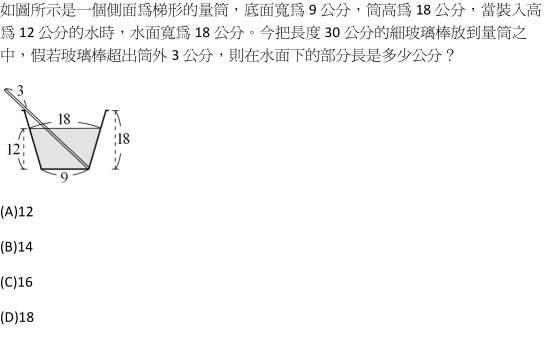 如圖所示是一個側面爲梯形的量筒，底面寬爲 9 公分，筒高爲 18 公分，當裝入高
爲 12 公分的水時，水面寬爲 18 公分。今把長度 30 公分的細玻璃棒放到量筒之
中，假若玻璃棒超出筒外 3 公分，則在水面下的部分長是多少公分？
3
18
12
18
9
(A)12
(B)14
(C)16
(D)18